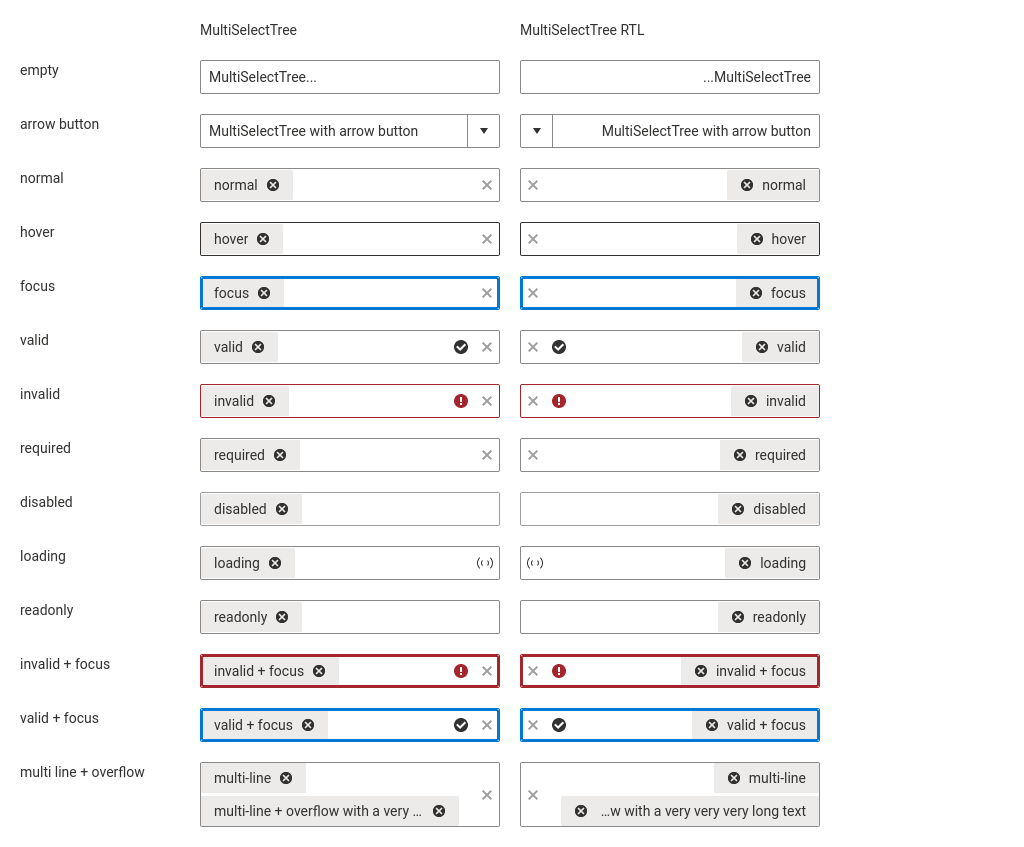 MultiSelectTree MultiSelectTree RTL
empty MultiSelectTree... ...MultiSelectTree
arrow button MultiSelectTree with arrow button MultiSelectTree with arrow button
normal normal normal
hover hover hover
focus focus focus
valid valid valid
invalid invalid invalid
required required required
disabled disabled disabled
loading loading loading
readonly readonly readonly
invalid + focus invalid + focus invalid + focus
valid + focus valid + focus valid + focus
multi line + overflow multi-line multi-line
multi-line + overflow with a very ... ...w with a very very very long text